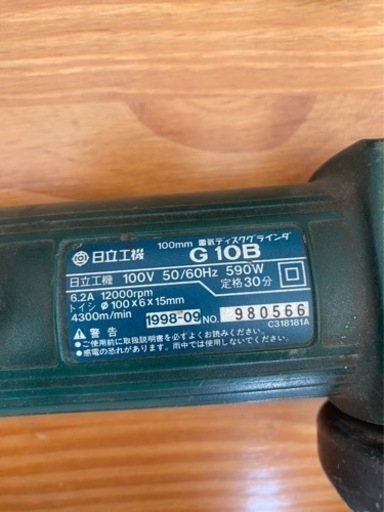 日立工機 100mm 電気ディスクグラインダ G 10B
日立工機 100V 50/60Hz 590W
6.2A 12000rpm 定格30分
トイシ φ100×6×15mm
4300m/min 1998-09 NO. 980566
C318181A
⚠警告
●ご使用前に取扱説明書をよくお読みください。
●感電の恐れがあります。雨中では使用しないでください。